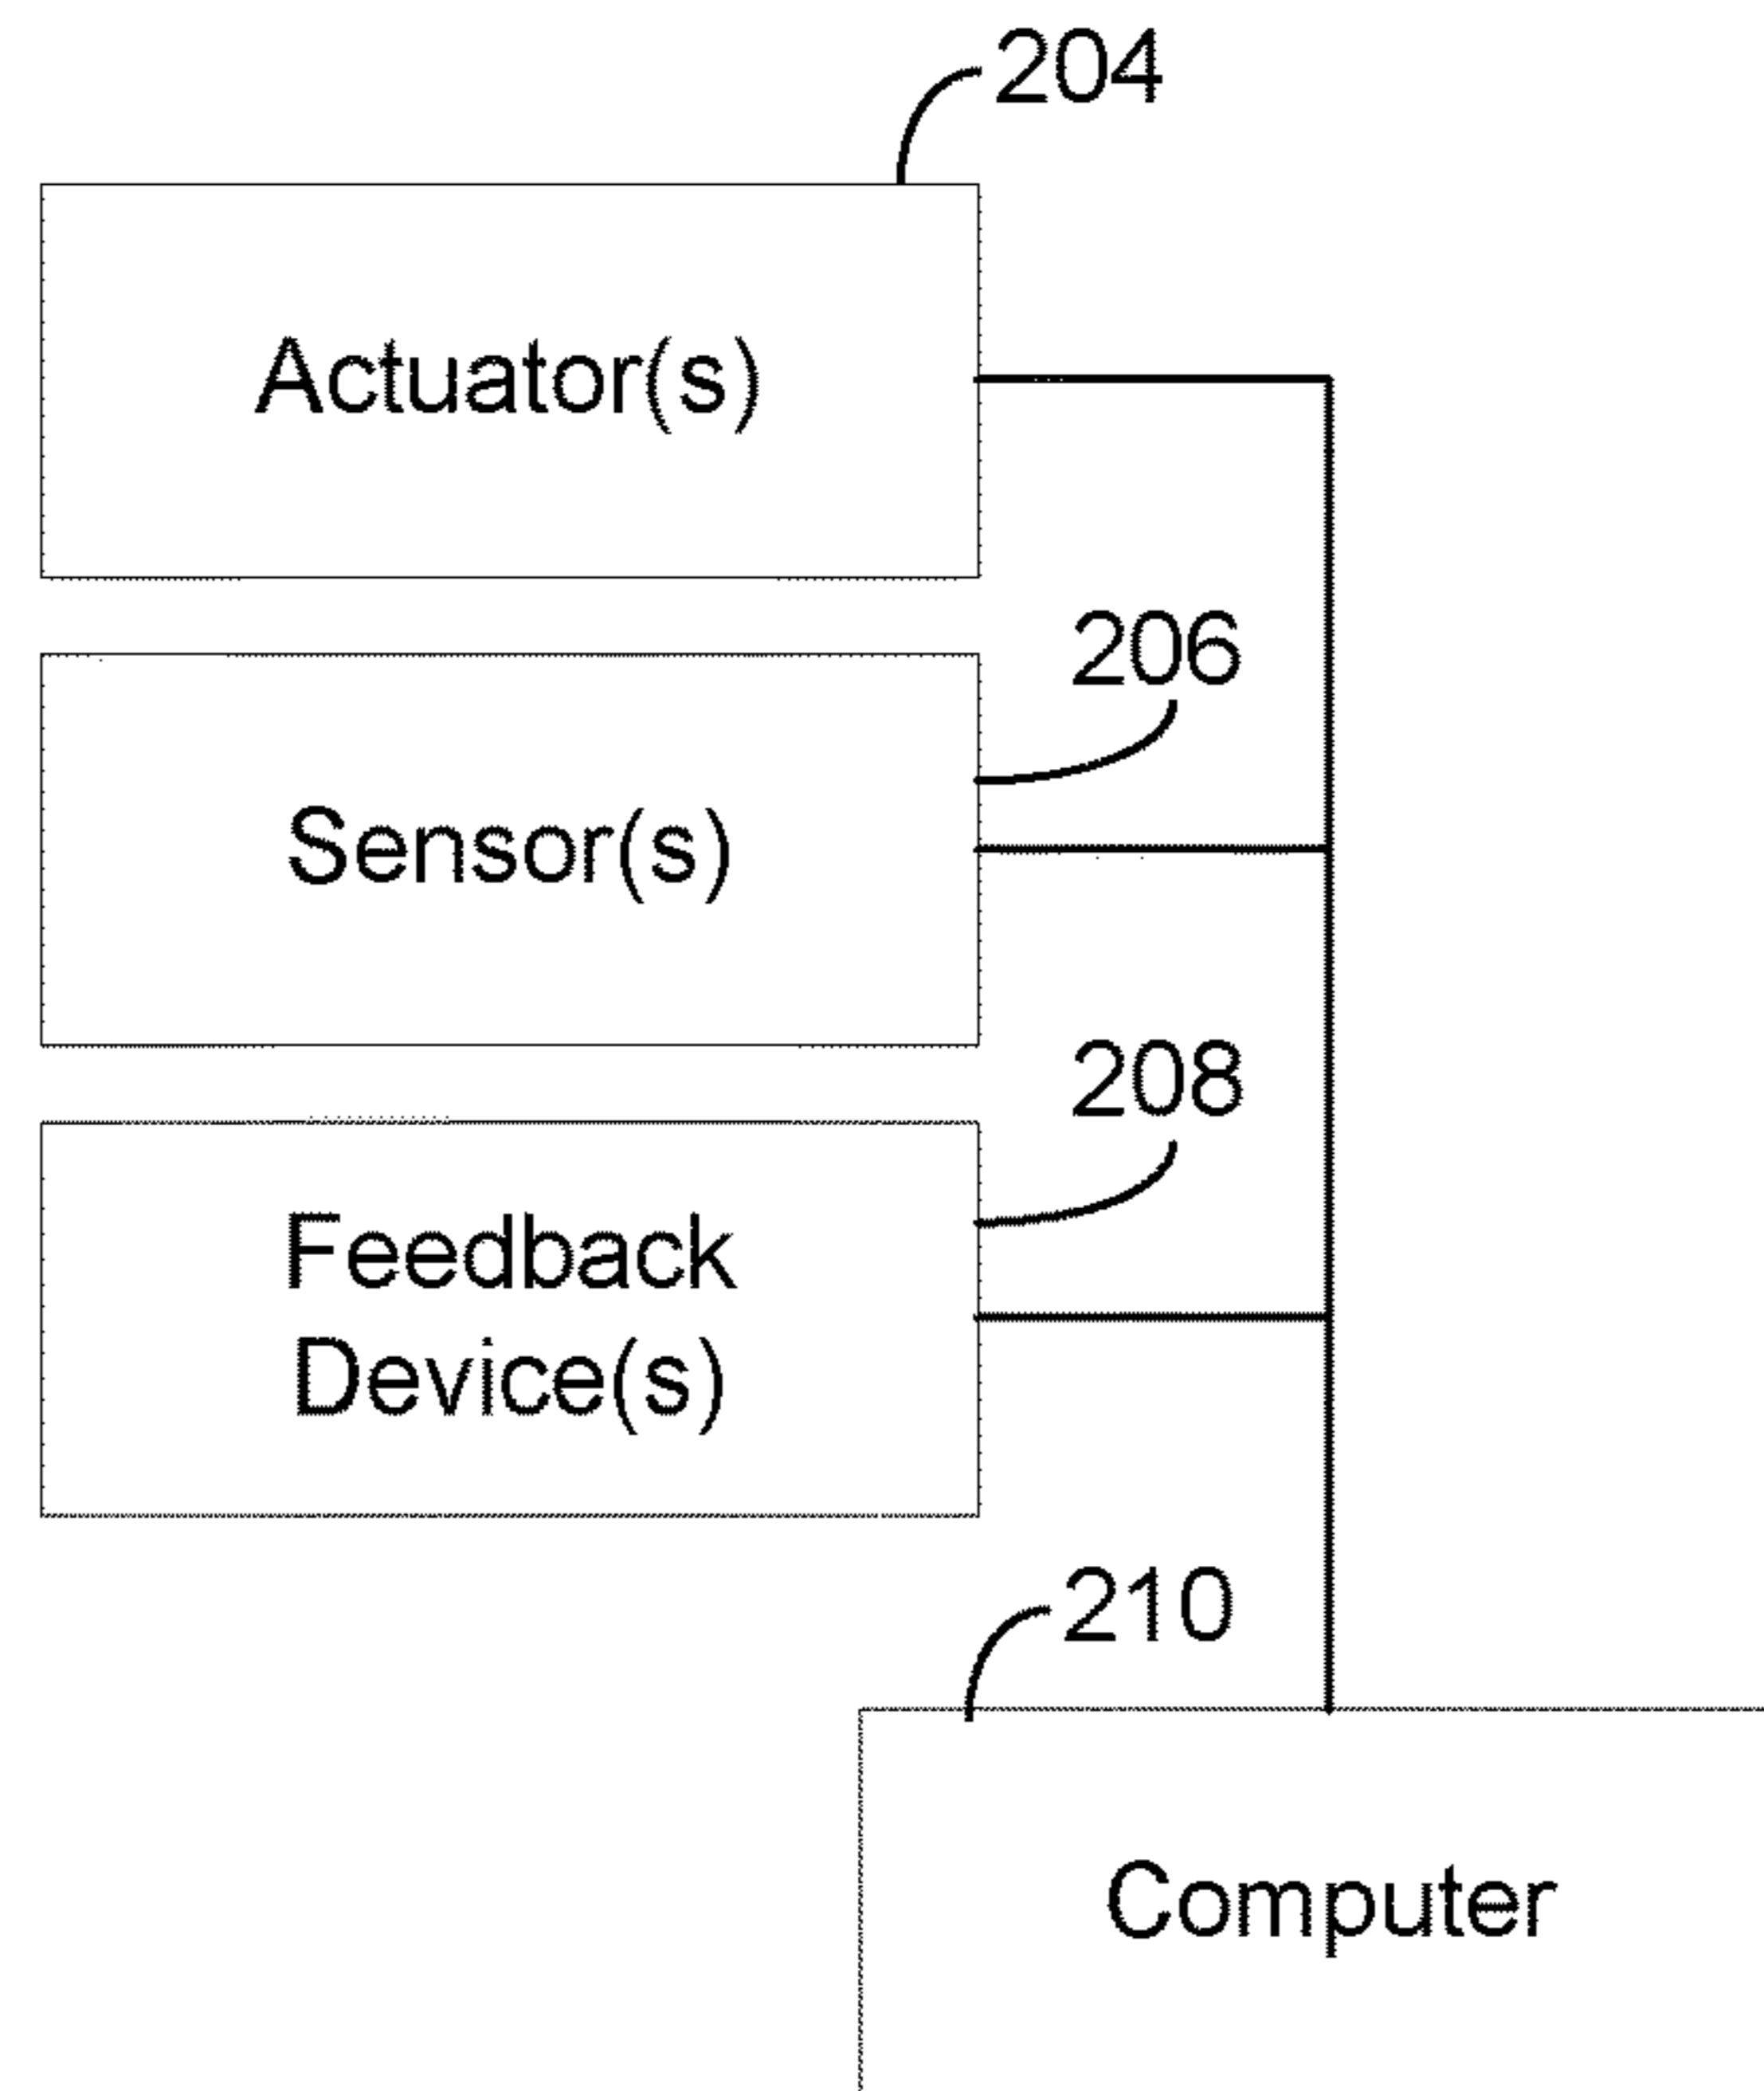 204
Actuator(s)
206
Sensor(s)
208
Feedback
Device(s)
210
Computer